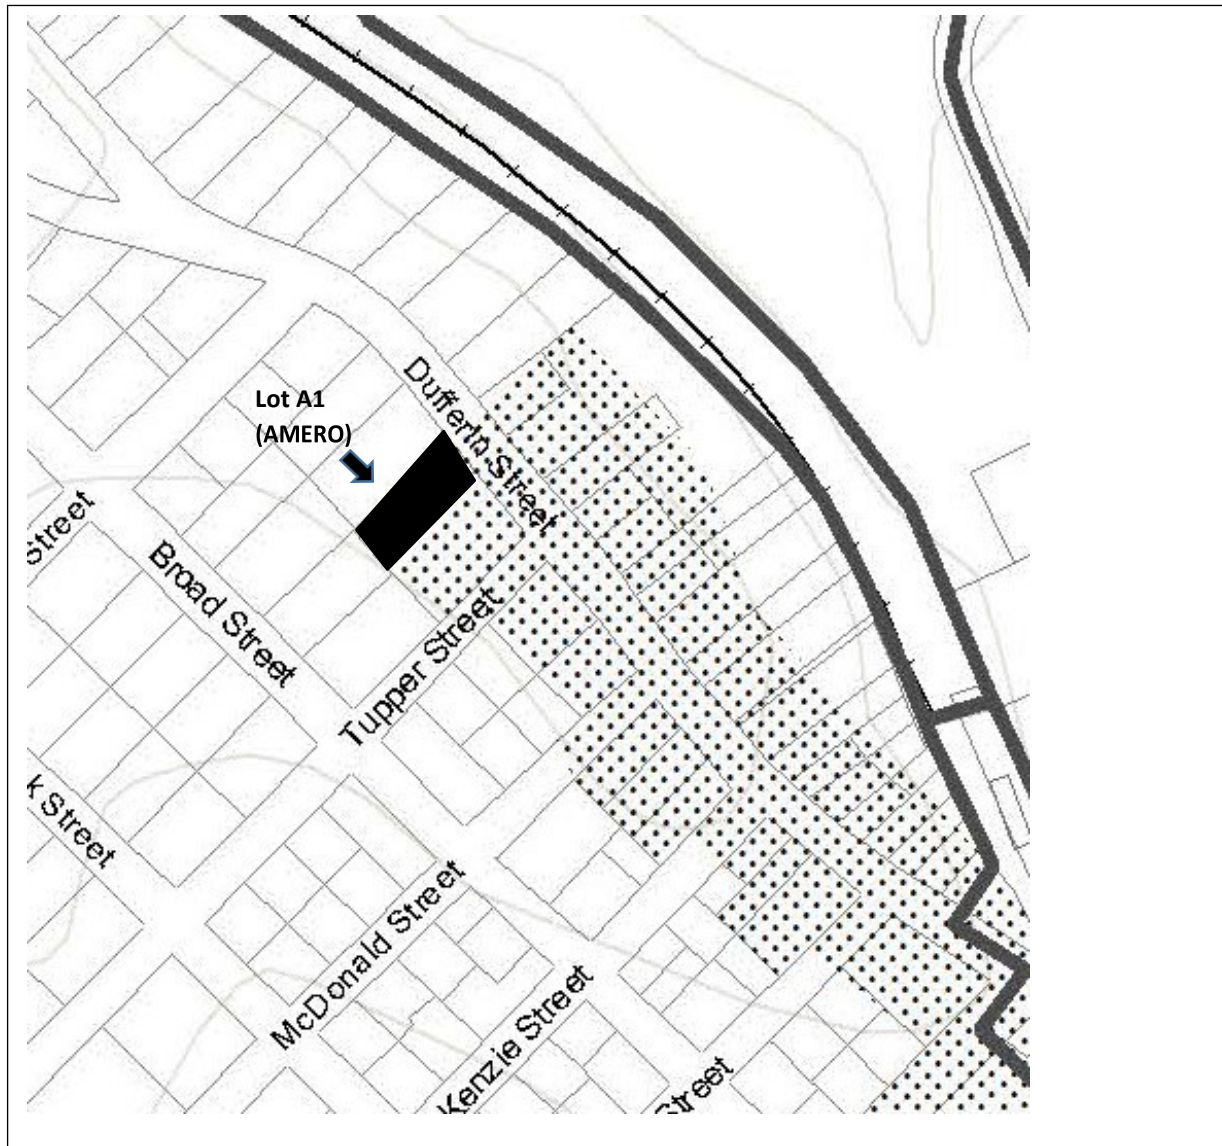 Dufferin Street
Lot A1
(AMERO)
Street
Broad Street
Tupper Street
k Street
McDonald Street
Kenzie Street
Street